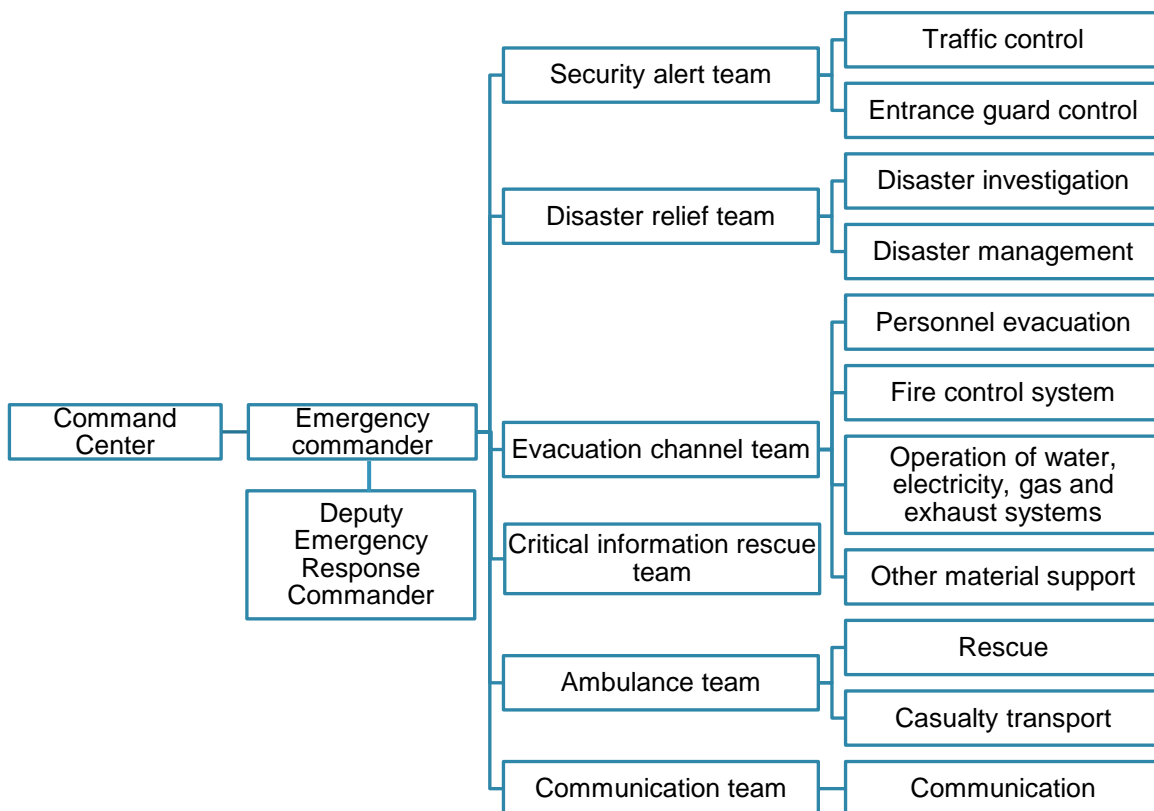 Command
Center
Emergency
commander
Deputy
Emergency
Response
Commander
Security alert team
Traffic control
Entrance guard control
Disaster relief team
Disaster investigation
Disaster management
Evacuation channel team
Personnel evacuation
Fire control system
Operation of water,
electricity, gas and
exhaust systems
Other material support
Critical information rescue
team
Ambulance team
Rescue
Casualty transport
Communication team
Communication